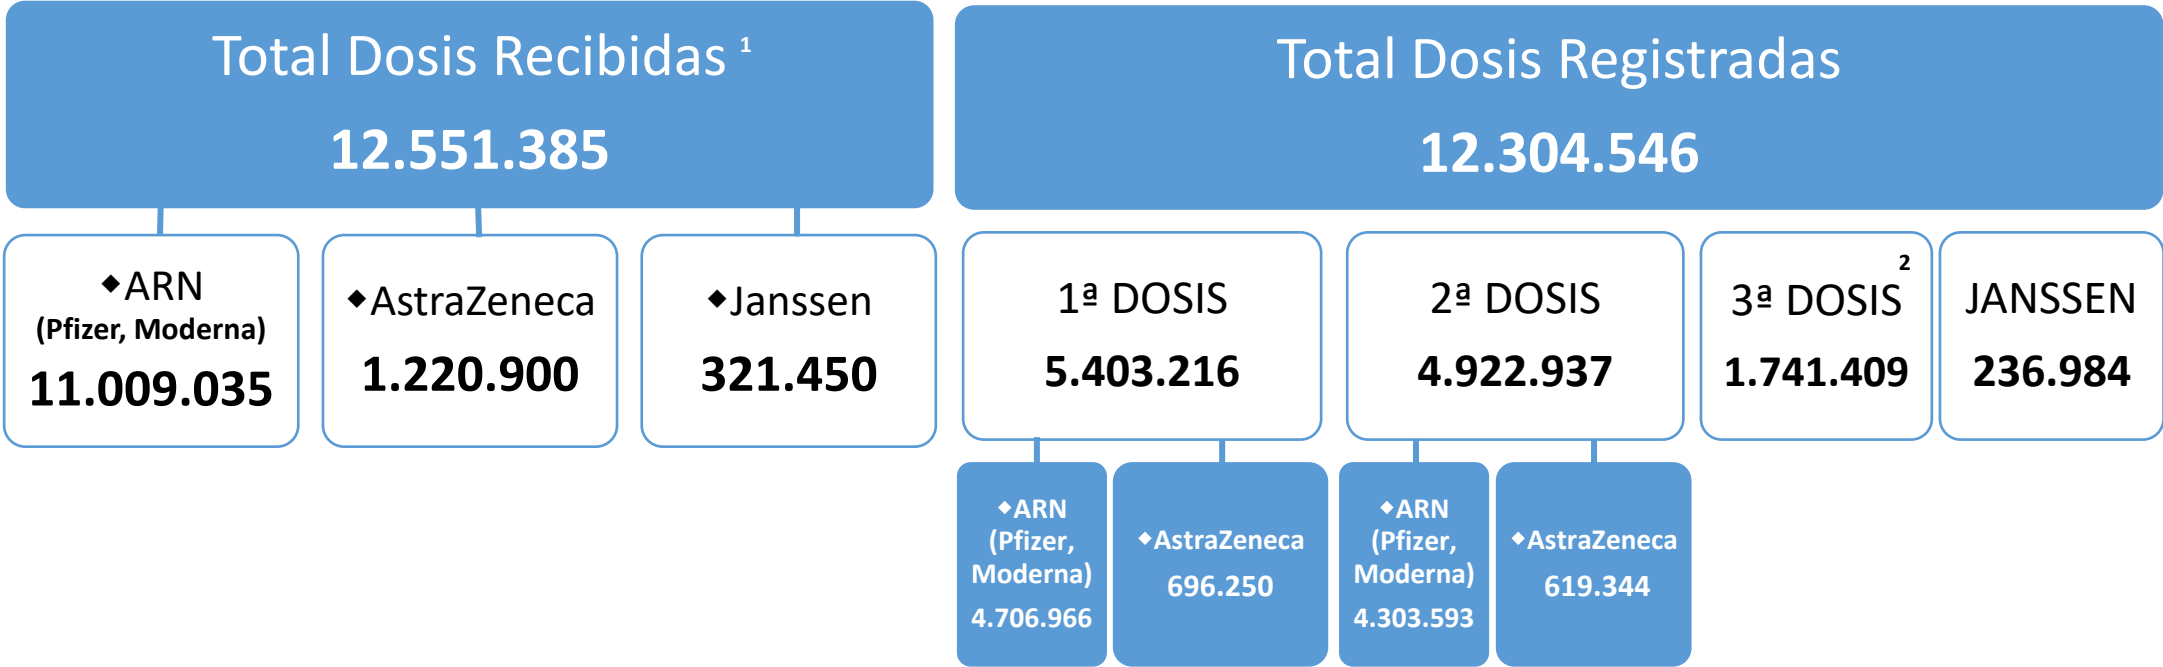 Total Dosis Recibidas ¹
12.551.385
◆ARN
(Pfizer, Moderna)
11.009.035
◆AstraZeneca
1.220.900
◆Janssen
321.450
Total Dosis Registradas
12.304.546
1ª DOSIS
5.403.216
2ª DOSIS
4.922.937
3ª DOSIS ²
1.741.409
JANSSEN
236.984
◆ARN
(Pfizer,
Moderna)
4.706.966
◆AstraZeneca
696.250
◆ARN
(Pfizer,
Moderna)
4.303.593
◆AstraZeneca
619.344